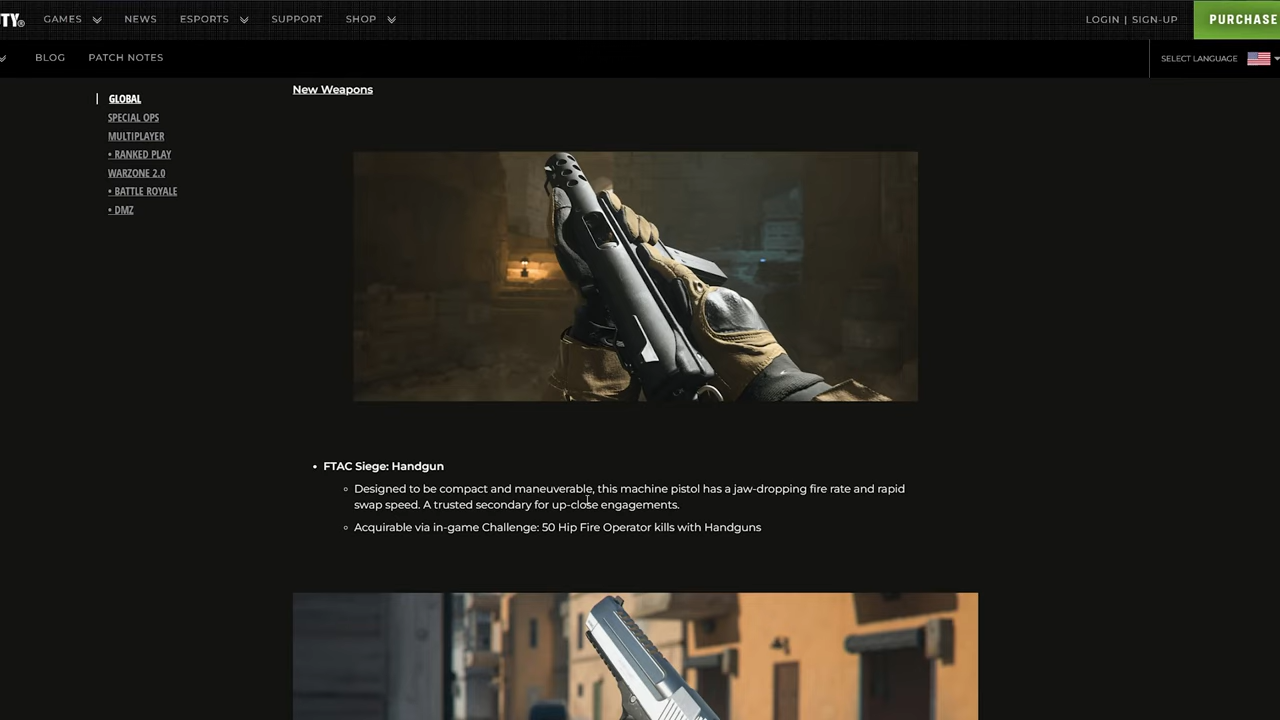 TY®
GAMES
NEWS
ESPORTS
SUPPORT
SHOP
LOGIN | SIGN-UP
PURCHASE
BLOG
PATCH NOTES
SELECT LANGUAGE
GLOBAL
SPECIAL OPS
MULTIPLAYER
• RANKED PLAY
WARZONE 2.0
• BATTLE ROYALE
• DMZ
New Weapons
• FTAC Siege: Handgun
◦ Designed to be compact and maneuverable, this machine pistol has a jaw-dropping fire rate and rapid
swap speed. A trusted secondary for up-close engagements.
◦ Acquirable via in-game Challenge: 50 Hip Fire Operator kills with Handguns